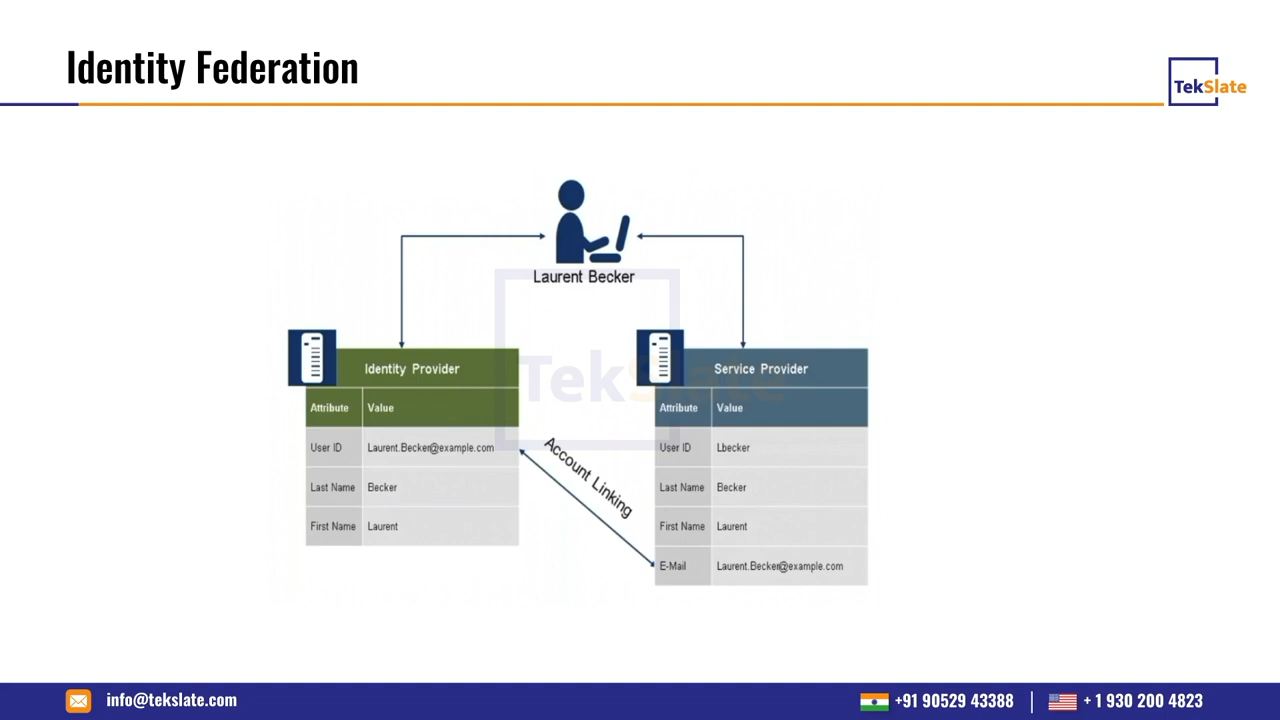 Identity Federation
TekSlate
Laurent Becker
Identity Provider
Attribute Value
User ID Laurent.Becker@example.com
Last Name Becker
First Name Laurent
Account Linking
Service Provider
Attribute Value
User ID Lbecker
Last Name Becker
First Name Laurent
E-Mail Laurent.Becker@example.com
TekSlate
info@tekslate.com
+91 90529 43388
+ 1 930 200 4823